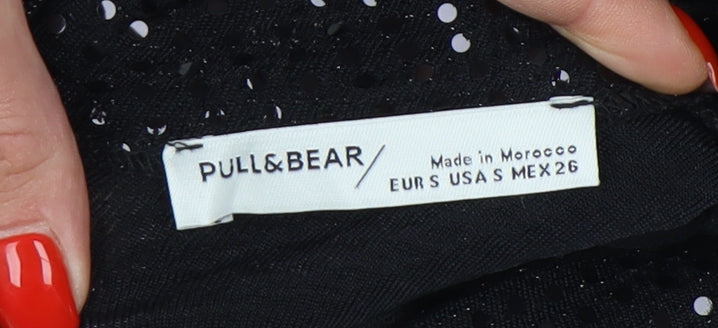 PULL&BEAR/
Made in Morocco
EUR S USA S MEX 26